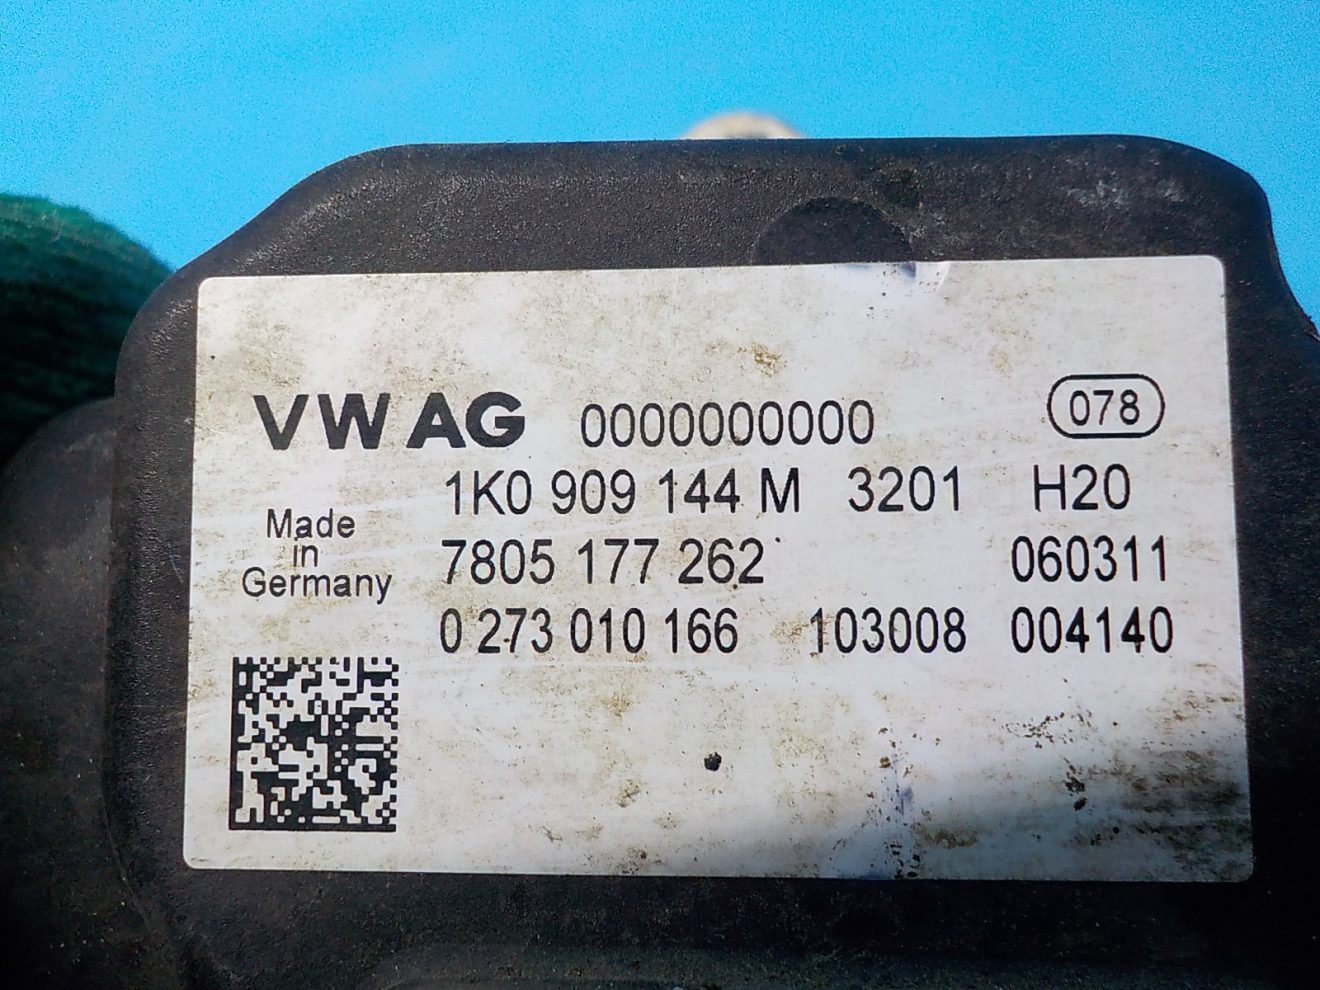 VW AG 0000000000 078
1K0 909 144 M 3201 H20
Made
in
Germany
7805 177 262 060311
0 273 010 166 103008 004140